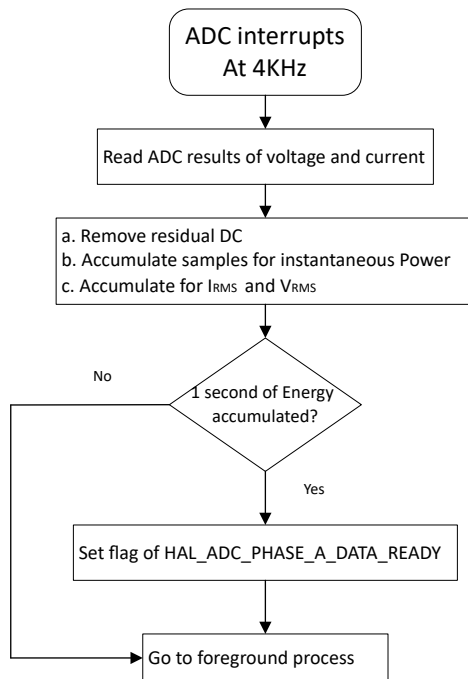 ADC interrupts
At 4KHz
Read ADC results of voltage and current
a. Remove residual DC
b. Accumulate samples for instantaneous Power
c. Accumulate for IRMS and VRMS
No
1 second of Energy
accumulated?
Yes
Set flag of HAL_ADC_PHASE_A_DATA_READY
Go to foreground process